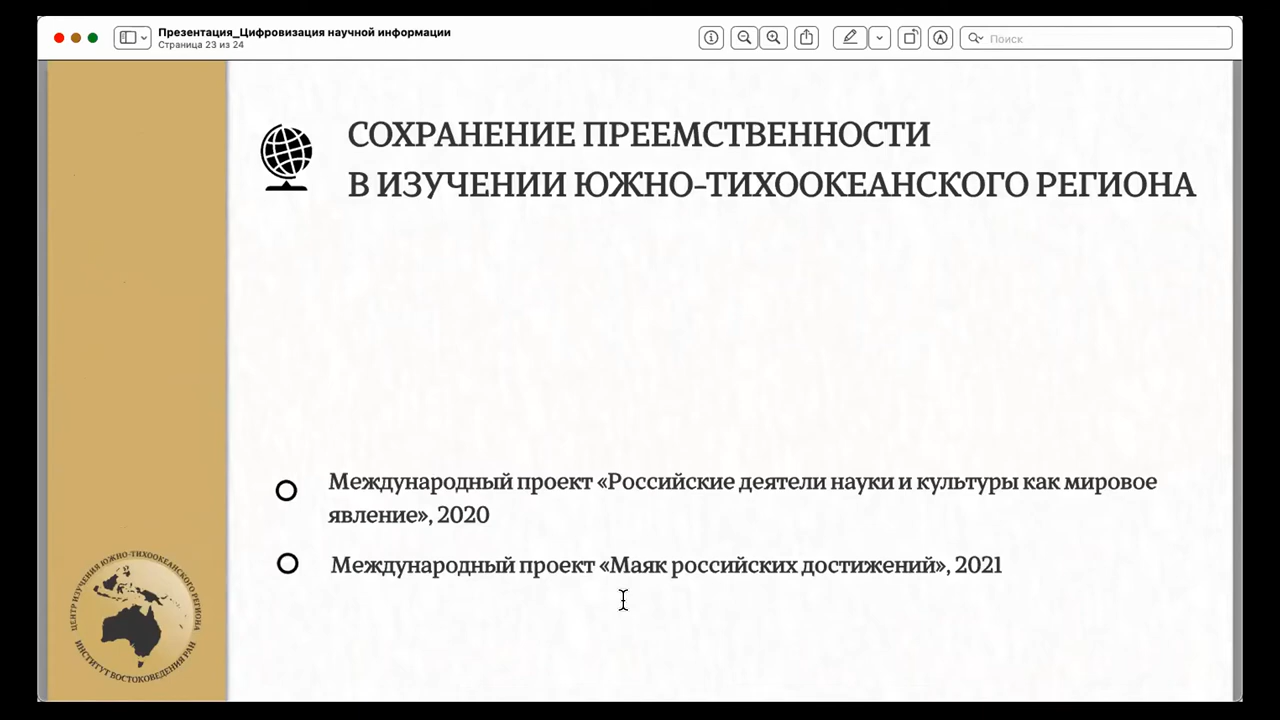 Презентация_Цифровизация научной информации
Страница 23 из 24
Поиск
СОХРАНЕНИЕ ПРЕЕМСТВЕННОСТИ
В ИЗУЧЕНИИ ЮЖНО-ТИХООКЕАНСКОГО РЕГИОНА
Международный проект «Российские деятели науки и культуры как мировое
явление», 2020
Международный проект «Маяк российских достижений», 2021
ЦЕНТР ИЗУЧЕНИЯ ЮЖНО-ТИХООКЕАНСКОГО РЕГИОНА
ИНСТИТУТ ВОСТОКОВЕДЕНИЯ РАН